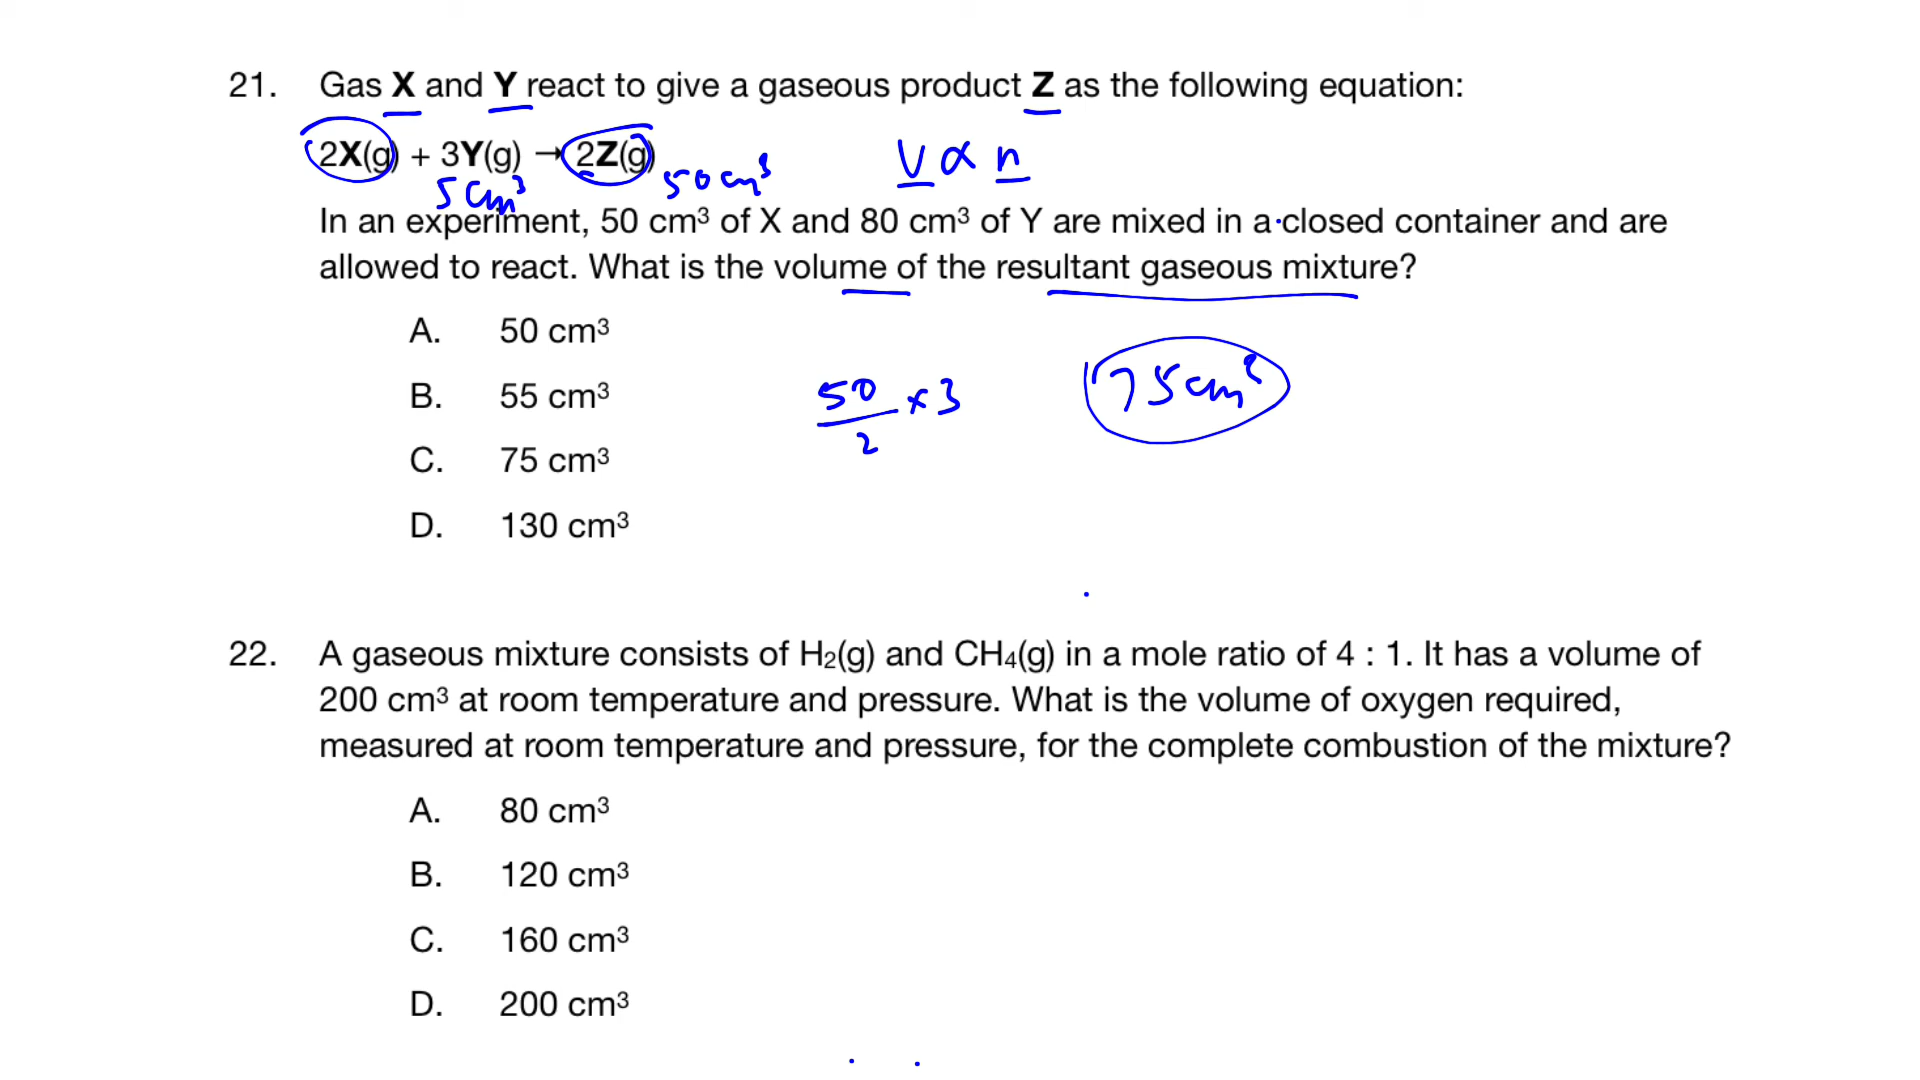 21. Gas X and Y react to give a gaseous product Z as the following equation:
2X(g) + 3Y(g) → 2Z(g) V ∝ n
5 cm³ 50 cm³
In an experiment, 50 cm³ of X and 80 cm³ of Y are mixed in a closed container and are
allowed to react. What is the volume of the resultant gaseous mixture?
A. 50 cm³
B. 55 cm³
50/2 × 3 75 cm³
C. 75 cm³
D. 130 cm³
22. A gaseous mixture consists of H₂(g) and CH₄(g) in a mole ratio of 4 : 1. It has a volume of
200 cm³ at room temperature and pressure. What is the volume of oxygen required,
measured at room temperature and pressure, for the complete combustion of the mixture?
A. 80 cm³
B. 120 cm³
C. 160 cm³
D. 200 cm³